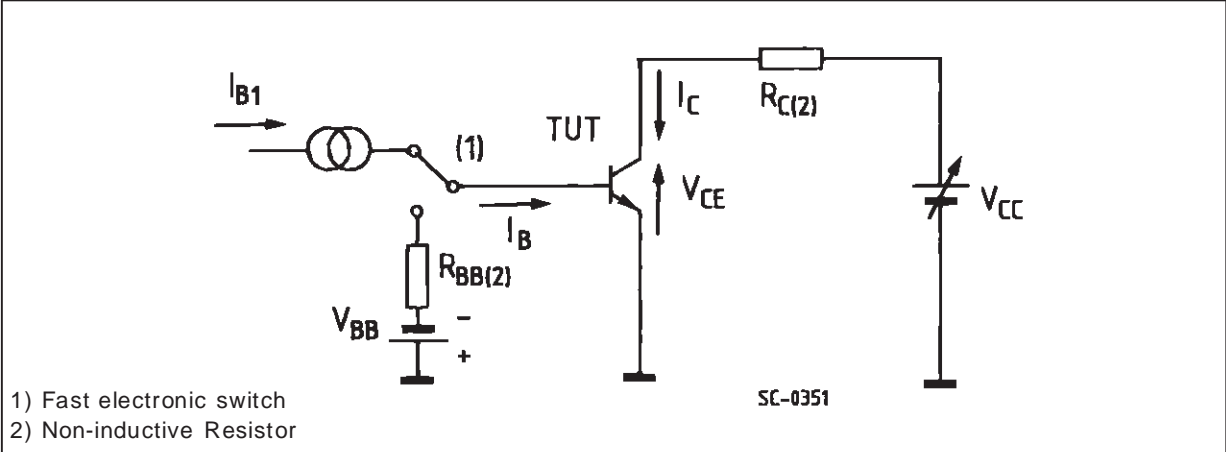 I_B1
(1)
TUT
I_C
R_C(2)
V_CE
V_CC
I_B
R_BB(2)
V_BB
-
+
SC-0351
1) Fast electronic switch
2) Non-inductive Resistor